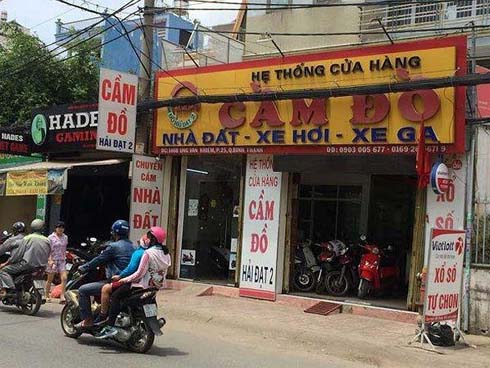 HỆ THỐNG CỬA HÀNG
CẦM ĐỒ
NHÀ ĐẤT - XE HƠI - XE GA
CẦM
ĐỒ
HẢI ĐẠT 2
HADES
GAMING
CHUYÊN
CẦM
NHÀ
ĐẤT
HỆ THỐNG
CỬA HÀNG
CẦM
ĐỒ
HẢI ĐẠT 2
XỔ
SỐ
Vietlott
XỔ SỐ
TỰ CHỌN